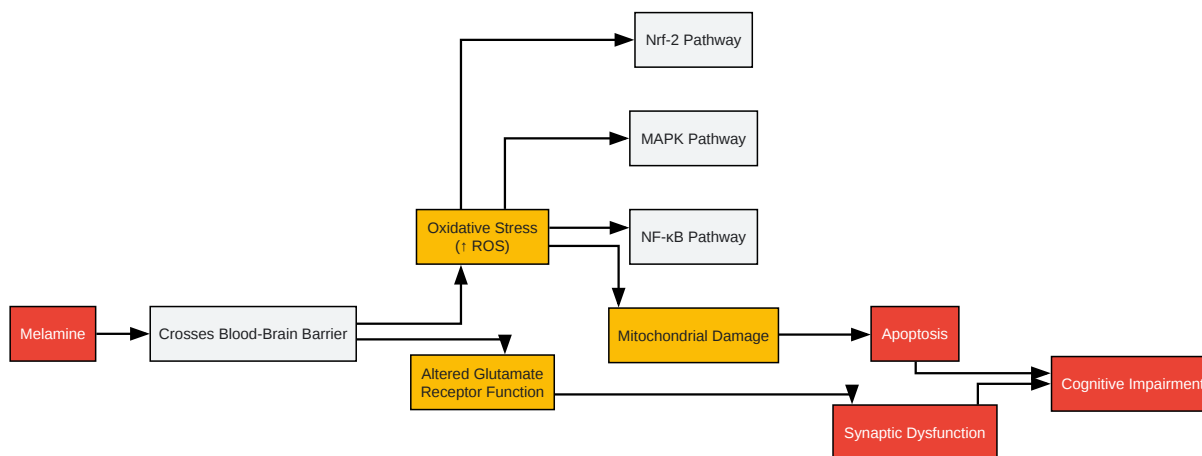 Nrf-2 Pathway
MAPK Pathway
Oxidative Stress
(↑ ROS)
NF-κB Pathway
Melamine
Crosses Blood-Brain Barrier
Mitochondrial Damage
Apoptosis
Altered Glutamate
Receptor Function
Cognitive Impairment
Synaptic Dysfunction